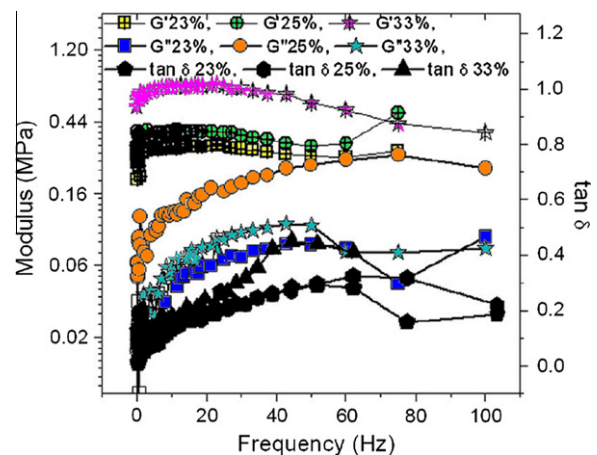 G'23%, G'25%, G'33%
G"23%, G"25%, G"33%
tan δ 23%, tan δ 25%, tan δ 33%
Modulus (MPa)
1.20
0.44
0.16
0.06
0.02
tan δ
1.2
1.0
0.8
0.6
0.4
0.2
0.0
0 20 40 60 80 100
Frequency (Hz)